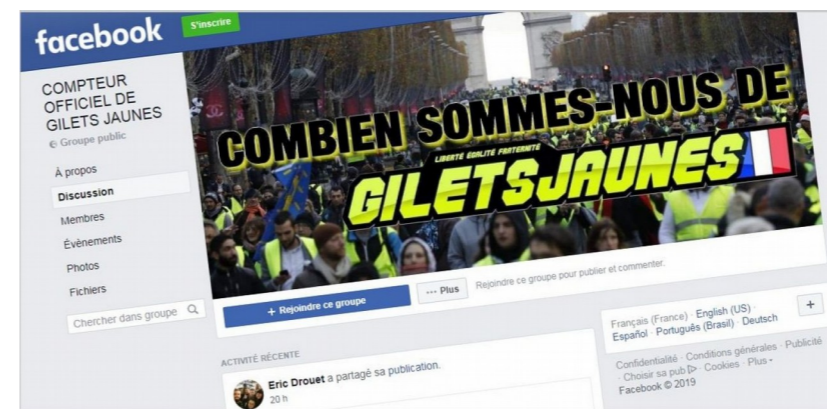 facebook
S'inscrire
COMPTEUR
OFFICIEL DE
GILETS JAUNES
Groupe public
À propos
Discussion
Membres
Évènements
Photos
Fichiers
Chercher dans groupe
COMBIEN SOMMES-NOUS DE
LIBERTÉ ÉGALITÉ FRATERNITÉ
GILETSJAUNES
+ Rejoindre ce groupe
··· Plus
Rejoindre ce groupe pour publier et commenter.
ACTIVITÉ RÉCENTE
Eric Drouet a partagé sa publication.
20 h
Français (France) · English (US) ·
Español · Português (Brasil) · Deutsch
+
Confidentialité · Conditions générales · Publicité
· Choisir sa pub · Cookies · Plus
Facebook © 2019